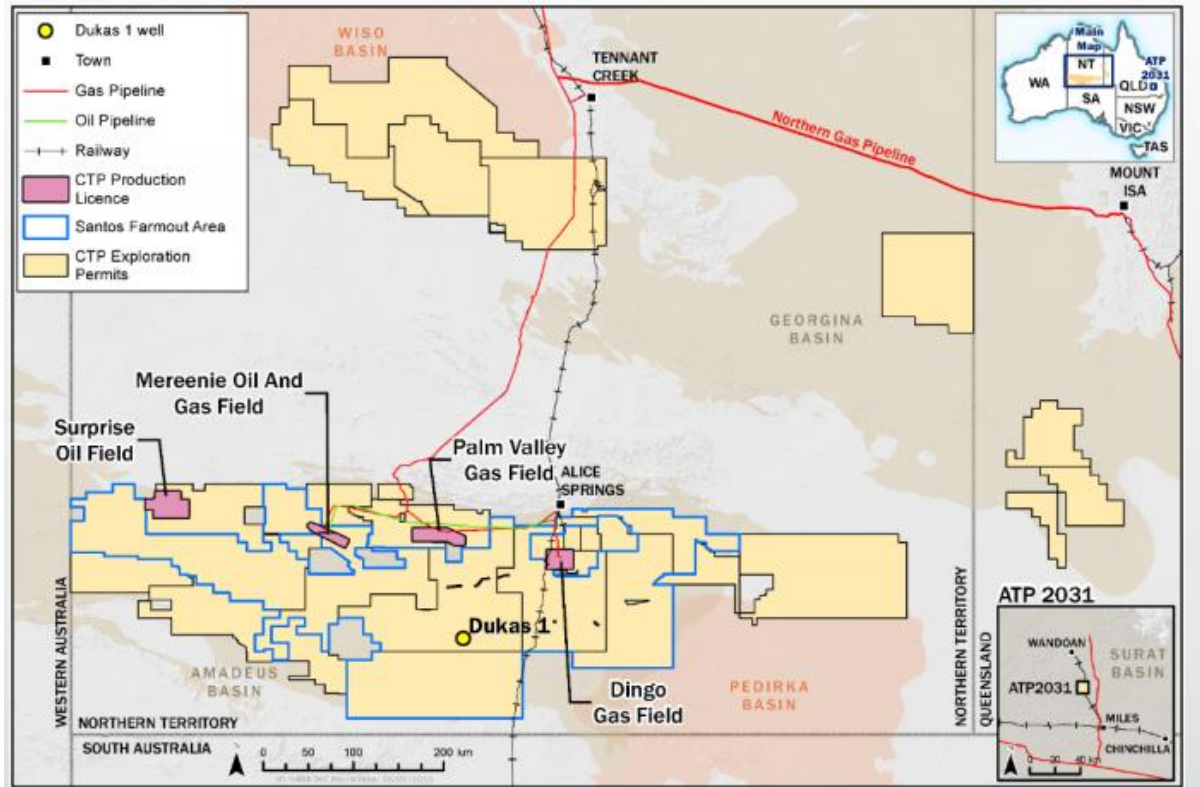 Dukas 1 well
Town
Gas Pipeline
Oil Pipeline
Railway
CTP Production
Licence
Santos Farmout Area
CTP Exploration
Permits
WISO
BASIN
TENNANT
CREEK
Northern Gas Pipeline
Main
Map
ATP
2031
NT
WA
QLD
SA
NSW
VIC
TAS
MOUNT
ISA
GEORGINA
BASIN
Mereenie Oil And
Gas Field
Surprise
Oil Field
Palm Valley
Gas Field
ALICE
SPRINGS
Dukas 1
Dingo
Gas Field
AMADEUS
BASIN
PEDIRKA
BASIN
WESTERN AUSTRALIA
NORTHERN TERRITORY
SOUTH AUSTRALIA
NORTHERN TERRITORY
QUEENSLAND
0 50 100 200 km
ATP 2031
WANDOAN
SURAT
BASIN
ATP2031
MILES
CHINCHILLA